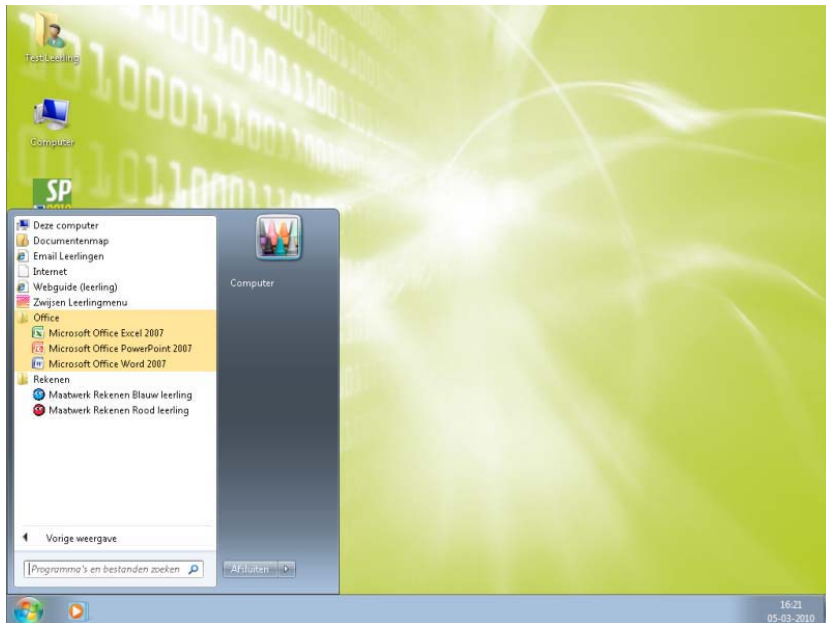 Test Leerling
Computer
SP
2010
Deze computer
Documentenmap
Email Leerlingen
Internet
Webguide (leerling)
Zwijsen Leerlingmenu
Office
Microsoft Office Excel 2007
Microsoft Office PowerPoint 2007
Microsoft Office Word 2007
Rekenen
Maatwerk Rekenen Blauw leerling
Maatwerk Rekenen Rood leerling
Vorige weergave
Programma's en bestanden zoeken
Computer
Afsluiten
16:21
05-03-2010